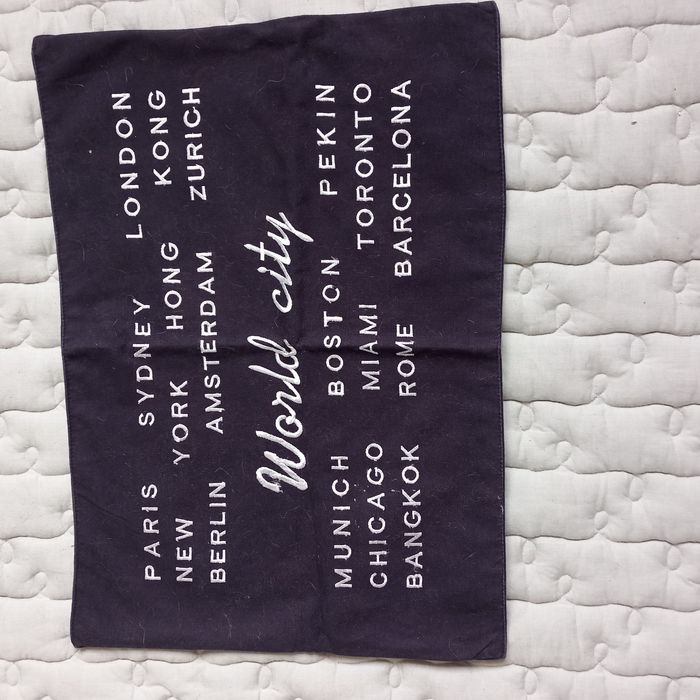 PARIS SYDNEY LONDON
NEW YORK HONG KONG
BERLIN AMSTERDAM ZURICH
World city
MUNICH BOSTON PEKIN
CHICAGO MIAMI TORONTO
BANGKOK ROME BARCELONA